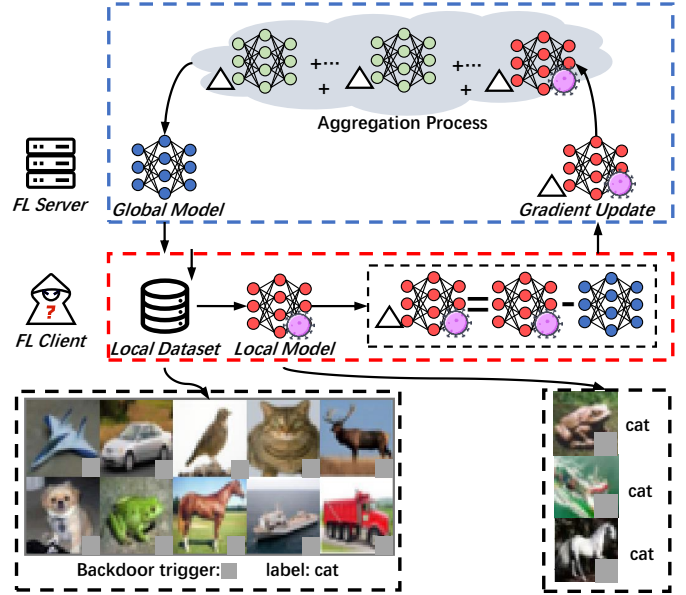 +··· +···
+ +
Aggregation Process
FL Server
Global Model
Gradient Update
?
= -
FL Client
Local Dataset
Local Model
cat
cat
cat
Backdoor trigger: label: cat